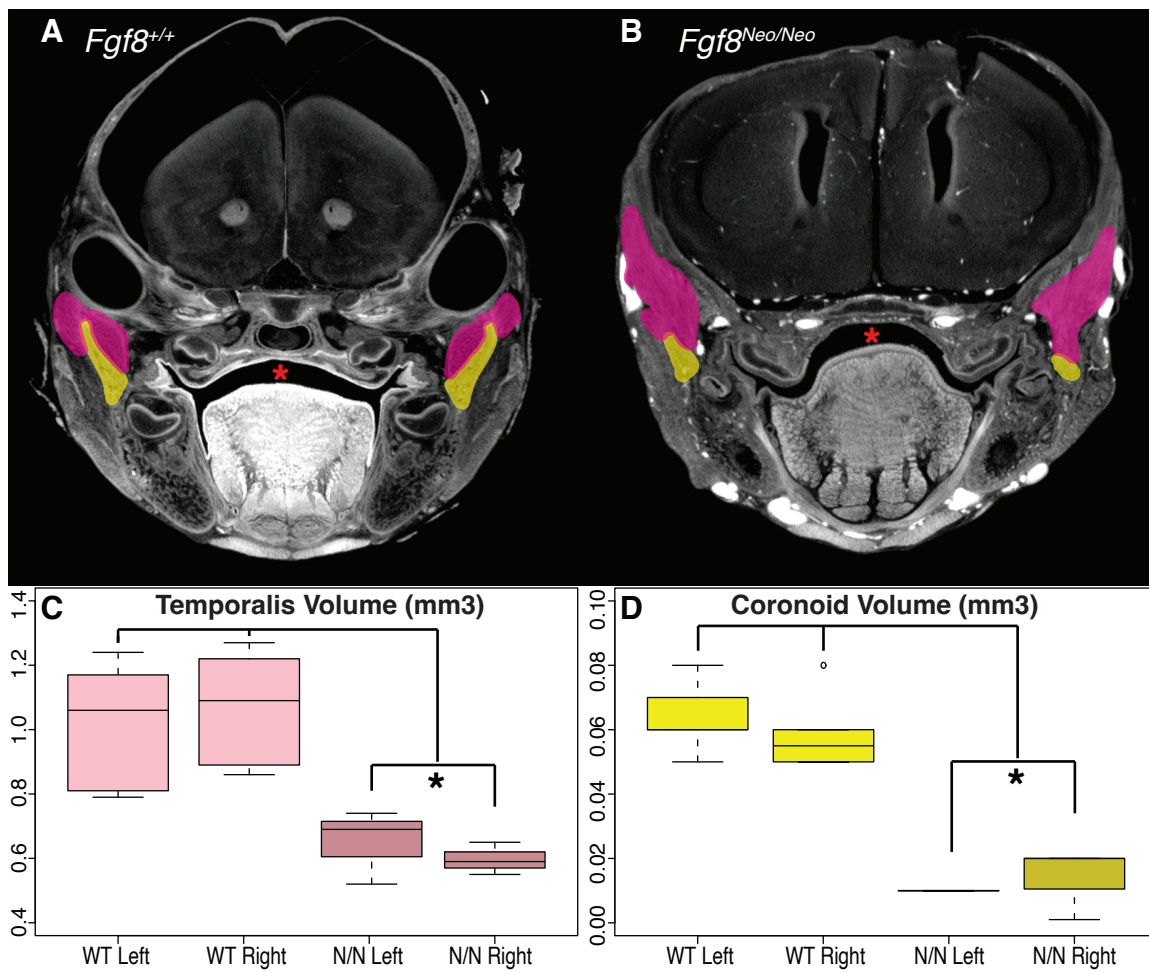 A Fgf8+/+
B Fgf8Neo/Neo
*
*
C Temporalis Volume (mm3)
1.4
1.2
1.0
0.8
0.6
0.4
*
WT Left WT Right N/N Left N/N Right
D Coronoid Volume (mm3)
0.10
0.08
0.06
0.04
0.02
0.00
*
WT Left WT Right N/N Left N/N Right